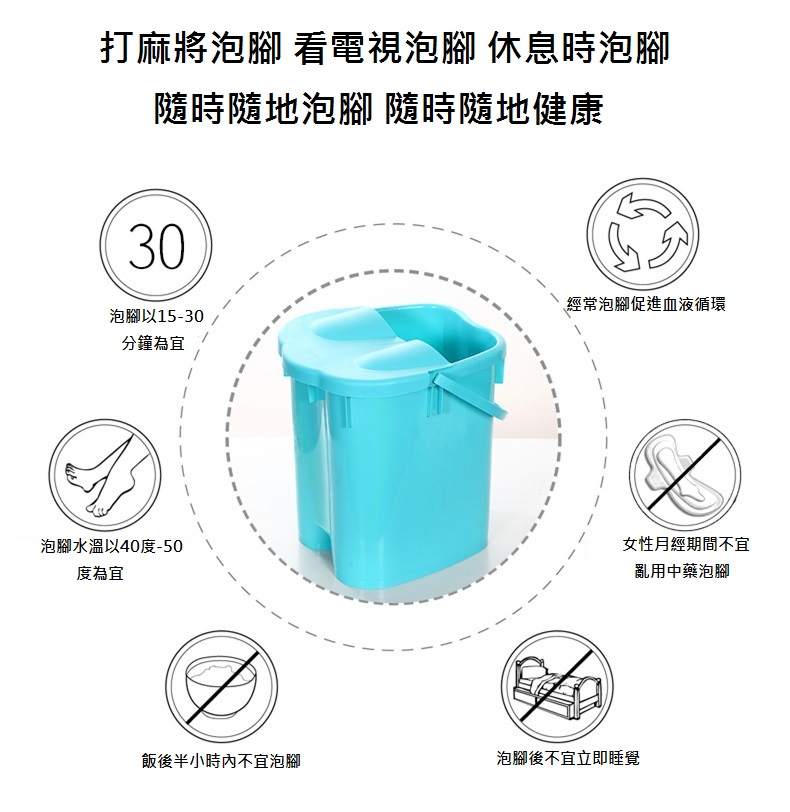 打麻將泡腳 看電視泡腳 休息時泡腳
隨時隨地泡腳 隨時隨地健康
30
泡腳以15-30
分鐘為宜
經常泡腳促進血液循環
泡腳水溫以40度-50
度為宜
女性月經期間不宜
亂用中藥泡腳
飯後半小時內不宜泡腳
泡腳後不宜立即睡覺